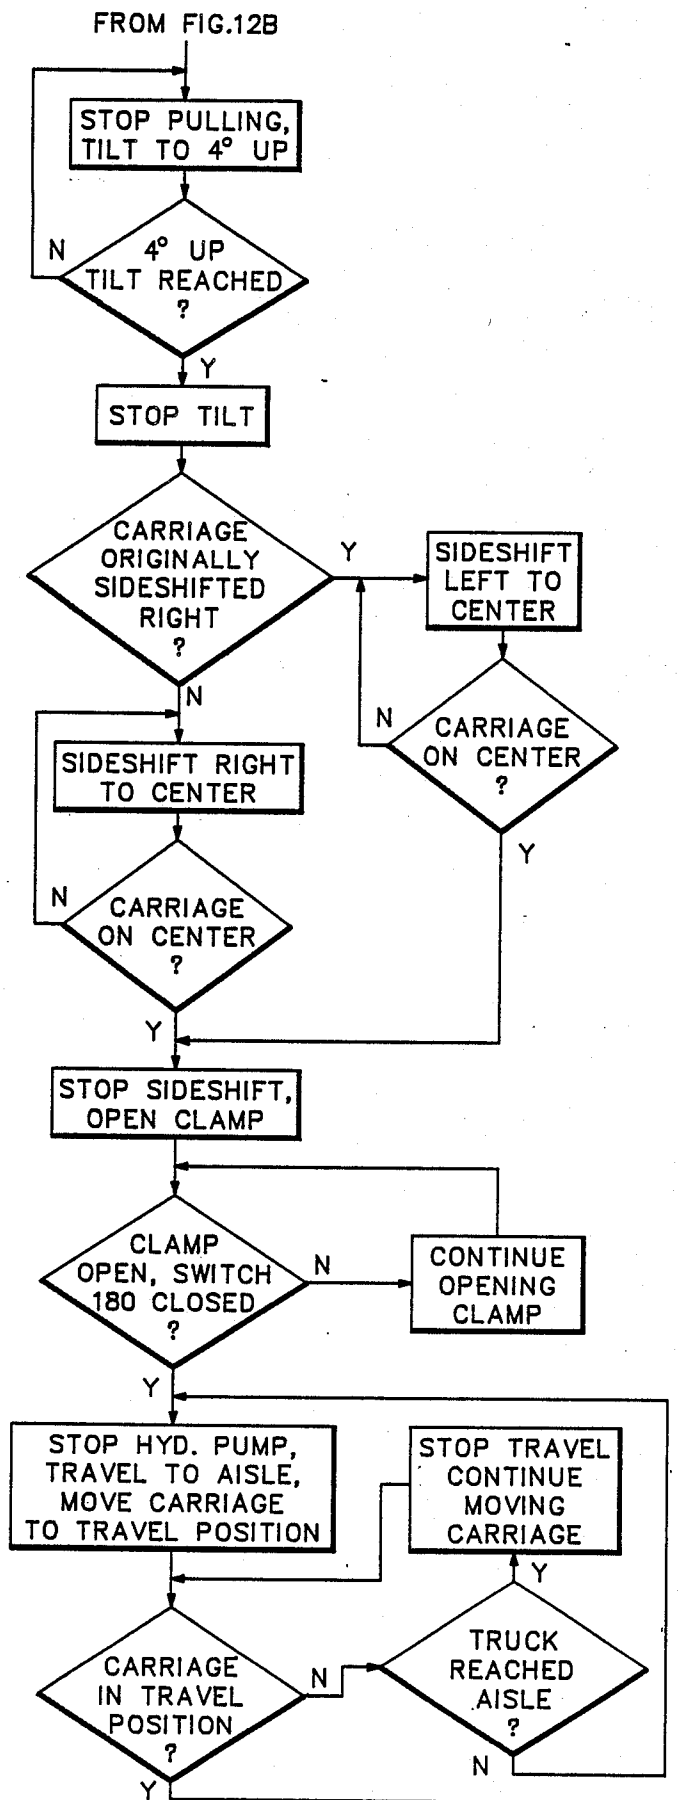 FROM FIG.12B
STOP PULLING,
TILT TO 4° UP
N
4° UP
TILT REACHED
?
Y
STOP TILT
CARRIAGE
ORIGINALLY
SIDESHIFTED
RIGHT
?
Y
SIDESHIFT
LEFT TO
CENTER
N
N
CARRIAGE
ON CENTER
?
Y
SIDESHIFT RIGHT
TO CENTER
N
CARRIAGE
ON CENTER
?
Y
STOP SIDESHIFT,
OPEN CLAMP
CLAMP
OPEN, SWITCH
180 CLOSED
?
N
CONTINUE
OPENING
CLAMP
Y
STOP HYD. PUMP,
TRAVEL TO AISLE,
MOVE CARRIAGE
TO TRAVEL POSITION
STOP TRAVEL
CONTINUE
MOVING
CARRIAGE
Y
CARRIAGE
IN TRAVEL
POSITION
?
N
TRUCK
REACHED
AISLE
?
N
Y